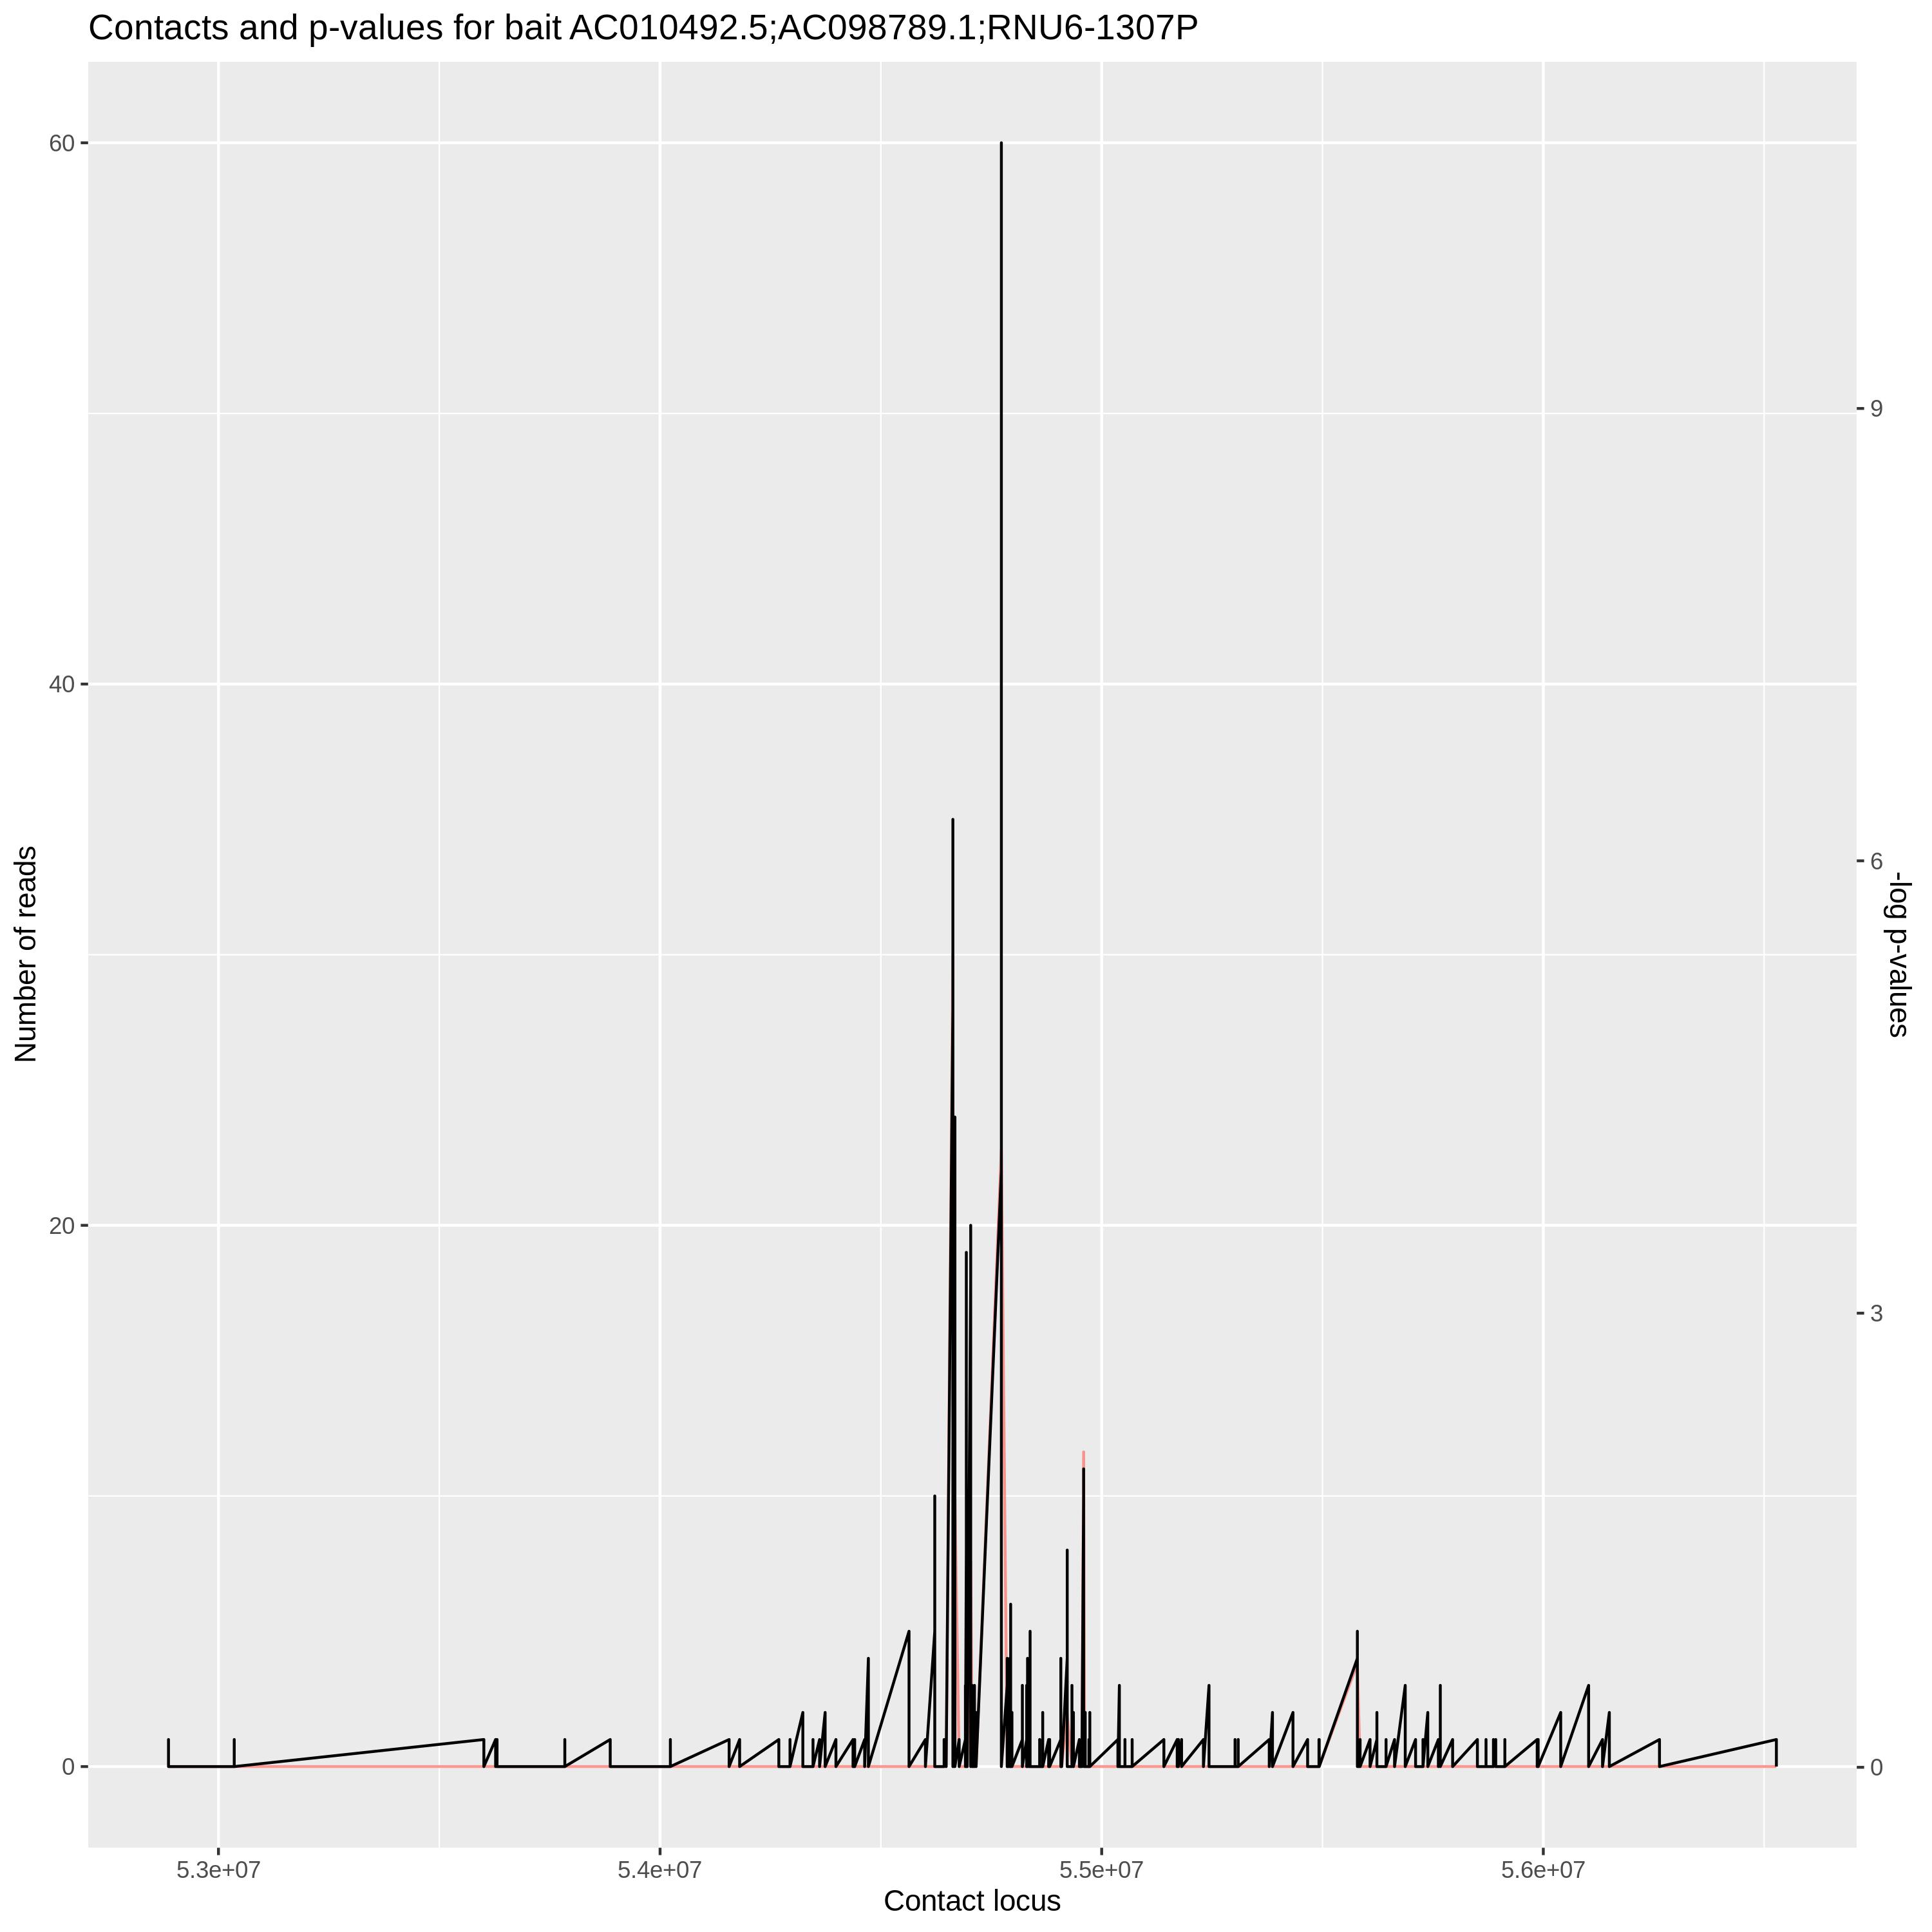 Contacts and p-values for bait AC010492.5;AC098789.1;RNU6-1307P
60
40
20
0
Number of reads
9
6
3
0
-log p-values
5.3e+07
5.4e+07
5.5e+07
5.6e+07
Contact locus